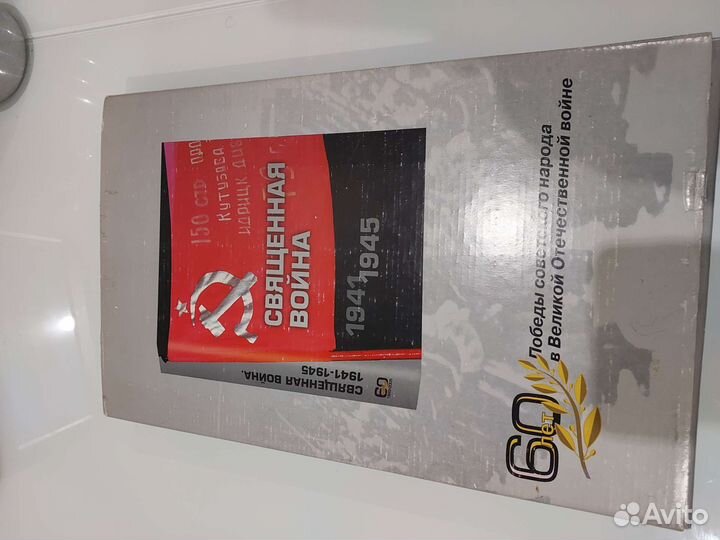 150 стр
Кутузова
идрицк див
СВЯЩЕННАЯ
ВОЙНА
1941
1945
СВЯЩЕННАЯ ВОЙНА.
1941-1945
60
лет
Победы советского народа
в Великой Отечественной войне
Avito